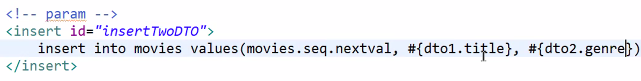 <!-- param -->
<insert id="insertTwoDTO">
insert into movies values(movies.seq.nextval, #{dto1.title}, #{dto2.genre})
</insert>